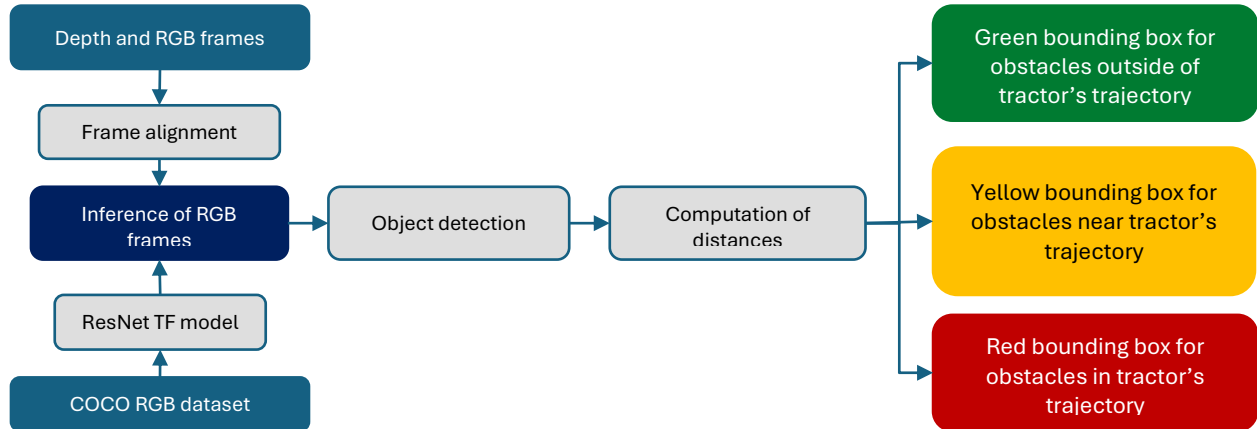 Depth and RGB frames
Frame alignment
Inference of RGB
frames
ResNet TF model
COCO RGB dataset
Object detection
Computation of
distances
Green bounding box for
obstacles outside of
tractor’s trajectory
Yellow bounding box for
obstacles near tractor’s
trajectory
Red bounding box for
obstacles in tractor’s
trajectory